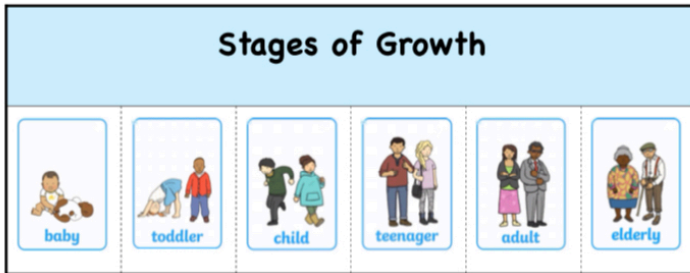 Stages of Growth
baby
toddler
child
teenager
adult
elderly